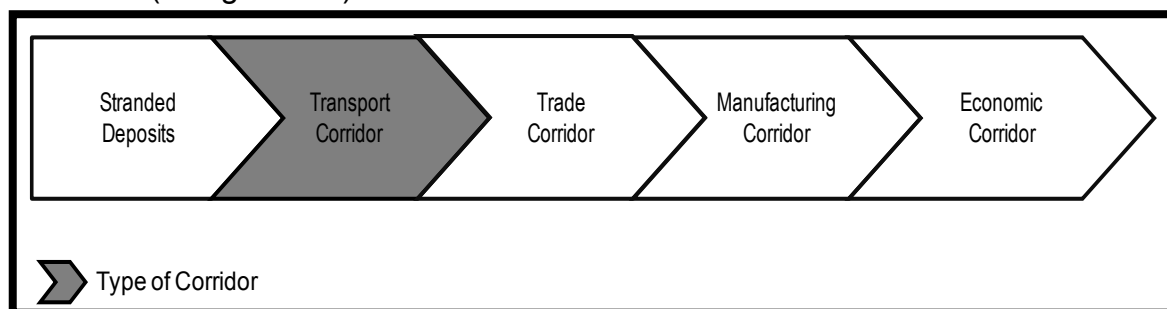 Stranded
Deposits
Transport
Corridor
Trade
Corridor
Manufacturing
Corridor
Economic
Corridor
Type of Corridor